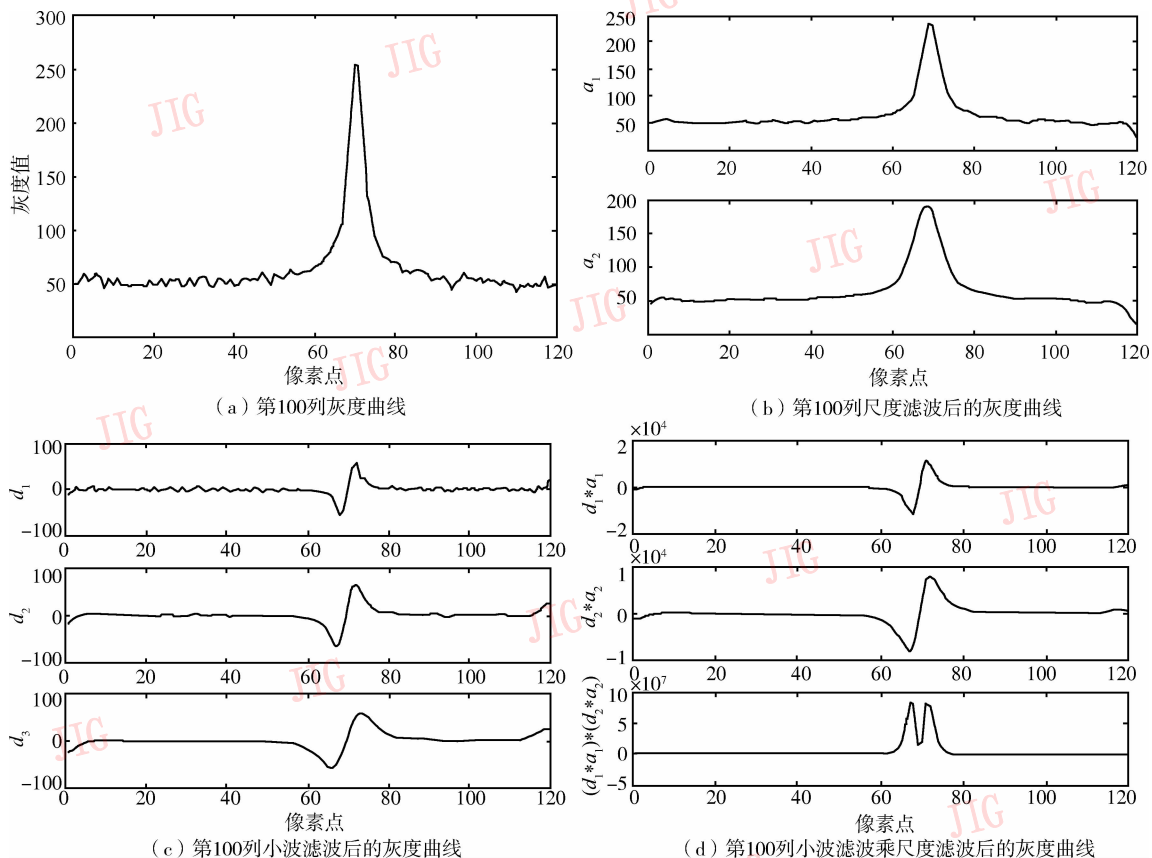 300
250
200
150
100
50
灰度值
0 20 40 60 80 100 120
像素点
（a）第100列灰度曲线
250
200
150
100
50
a₁
0 20 40 60 80 100 120
200
150
100
50
a₂
0 20 40 60 80 100 120
像素点
（b）第100列尺度滤波后的灰度曲线
100
0
-100
d₁
0 20 40 60 80 100 120
100
0
-100
d₂
0 20 40 60 80 100 120
100
0
-100
d₃
0 20 40 60 80 100 120
像素点
（c）第100列小波滤波后的灰度曲线
×10⁴
2
0
-2
d₁*a₁
0 20 40 60 80 100 120
×10⁴
1
0
-1
d₂*a₂
0 20 40 60 80 100 120
×10⁷
10
5
0
-5
(d₁*a₁)*(d₂*a₂)
0 20 40 60 80 100 120
像素点
（d）第100列小波滤波乘尺度滤波后的灰度曲线
JIG
JIG
JIG
JIG
JIG
JIG
JIG
JIG
JIG
JIG
JIG
JIG
JIG
JIG